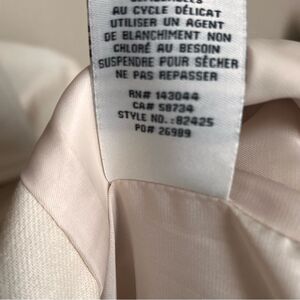 AU CYCLE DÉLICAT
UTILISER UN AGENT
DE BLANCHIMENT NON
CHLORÉ AU BESOIN
SUSPENDRE POUR SÉCHER
NE PAS REPASSER
RN# 143044
CA# 58734
STYLE NO.:82425
PO# 26989